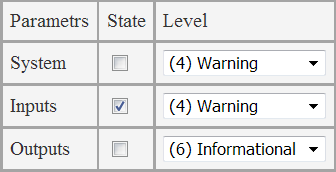 Parametrs State Level
System (4) Warning
Inputs (4) Warning
Outputs (6) Informational